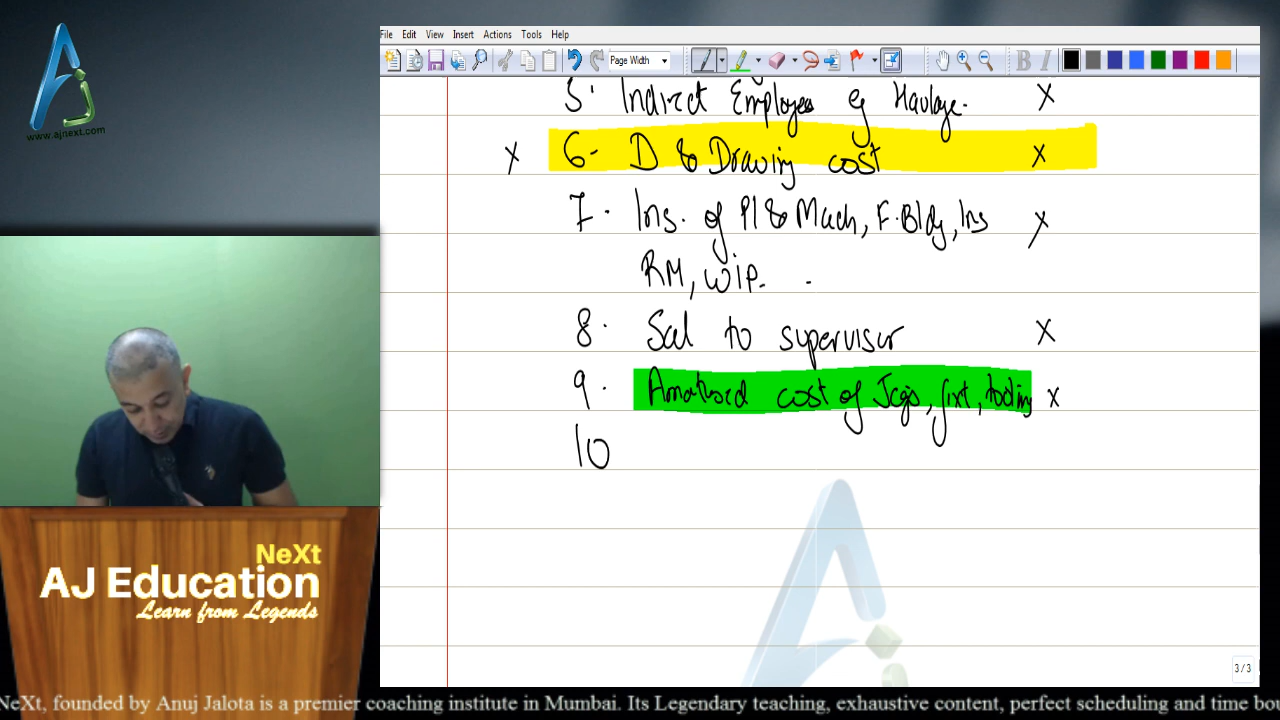 www.ajnext.com
File Edit View Insert Actions Tools Help
Page Width
B I U
5. Indirect Employee eg Haulage. X
X 6- D & Drawing cost X
7. Ins. of Pl & Mach, F. Bldg, Ins X
RM, WIP.
8. Sal to supervisor X
9. Amortised cost of Jigs, fixt, tooling X
10
3/3
NeXt
AJ Education
Learn from Legends
NeXt, founded by Anuj Jalota is a premier coaching institute in Mumbai. Its Legendary teaching, exhaustive content, perfect scheduling and time bou